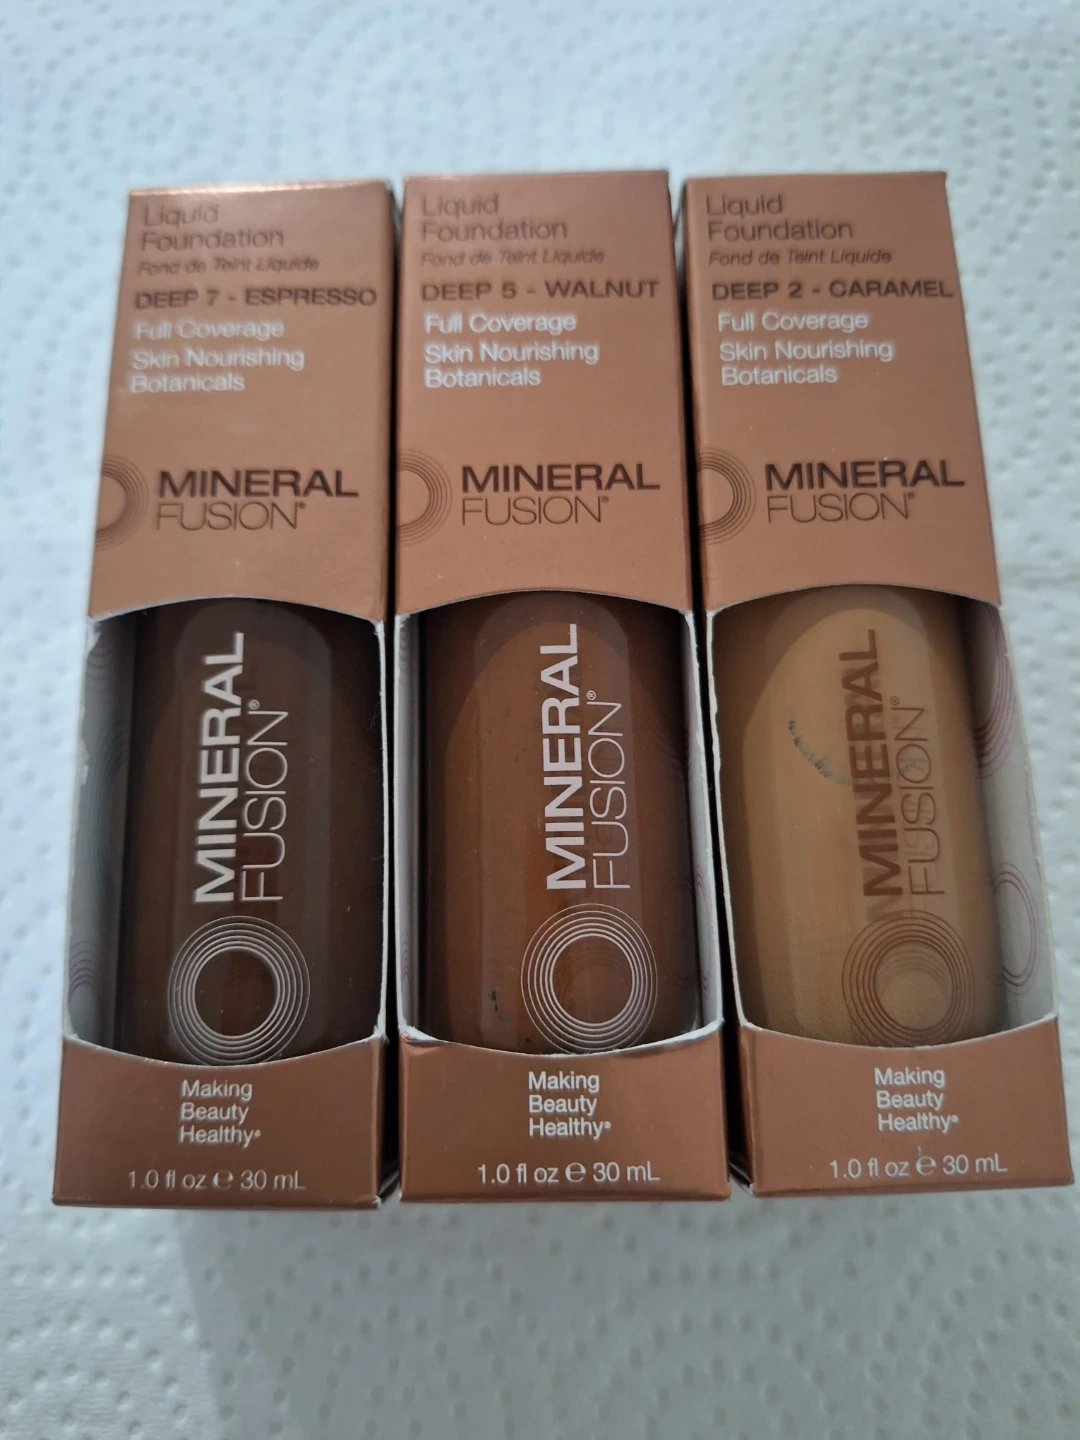 Liquid
Foundation
Fond de Teint Liquide
DEEP 7 - ESPRESSO
Full Coverage
Skin Nourishing
Botanicals
MINERAL
FUSION®
MINERAL
FUSION®
Making
Beauty
Healthy®
1.0 fl oz ℮ 30 mL
Liquid
Foundation
Fond de Teint Liquide
DEEP 5 - WALNUT
Full Coverage
Skin Nourishing
Botanicals
MINERAL
FUSION®
MINERAL
FUSION®
Making
Beauty
Healthy®
1.0 fl oz ℮ 30 mL
Liquid
Foundation
Fond de Teint Liquide
DEEP 2 - CARAMEL
Full Coverage
Skin Nourishing
Botanicals
MINERAL
FUSION®
MINERAL
FUSION®
Making
Beauty
Healthy®
1.0 fl oz ℮ 30 mL